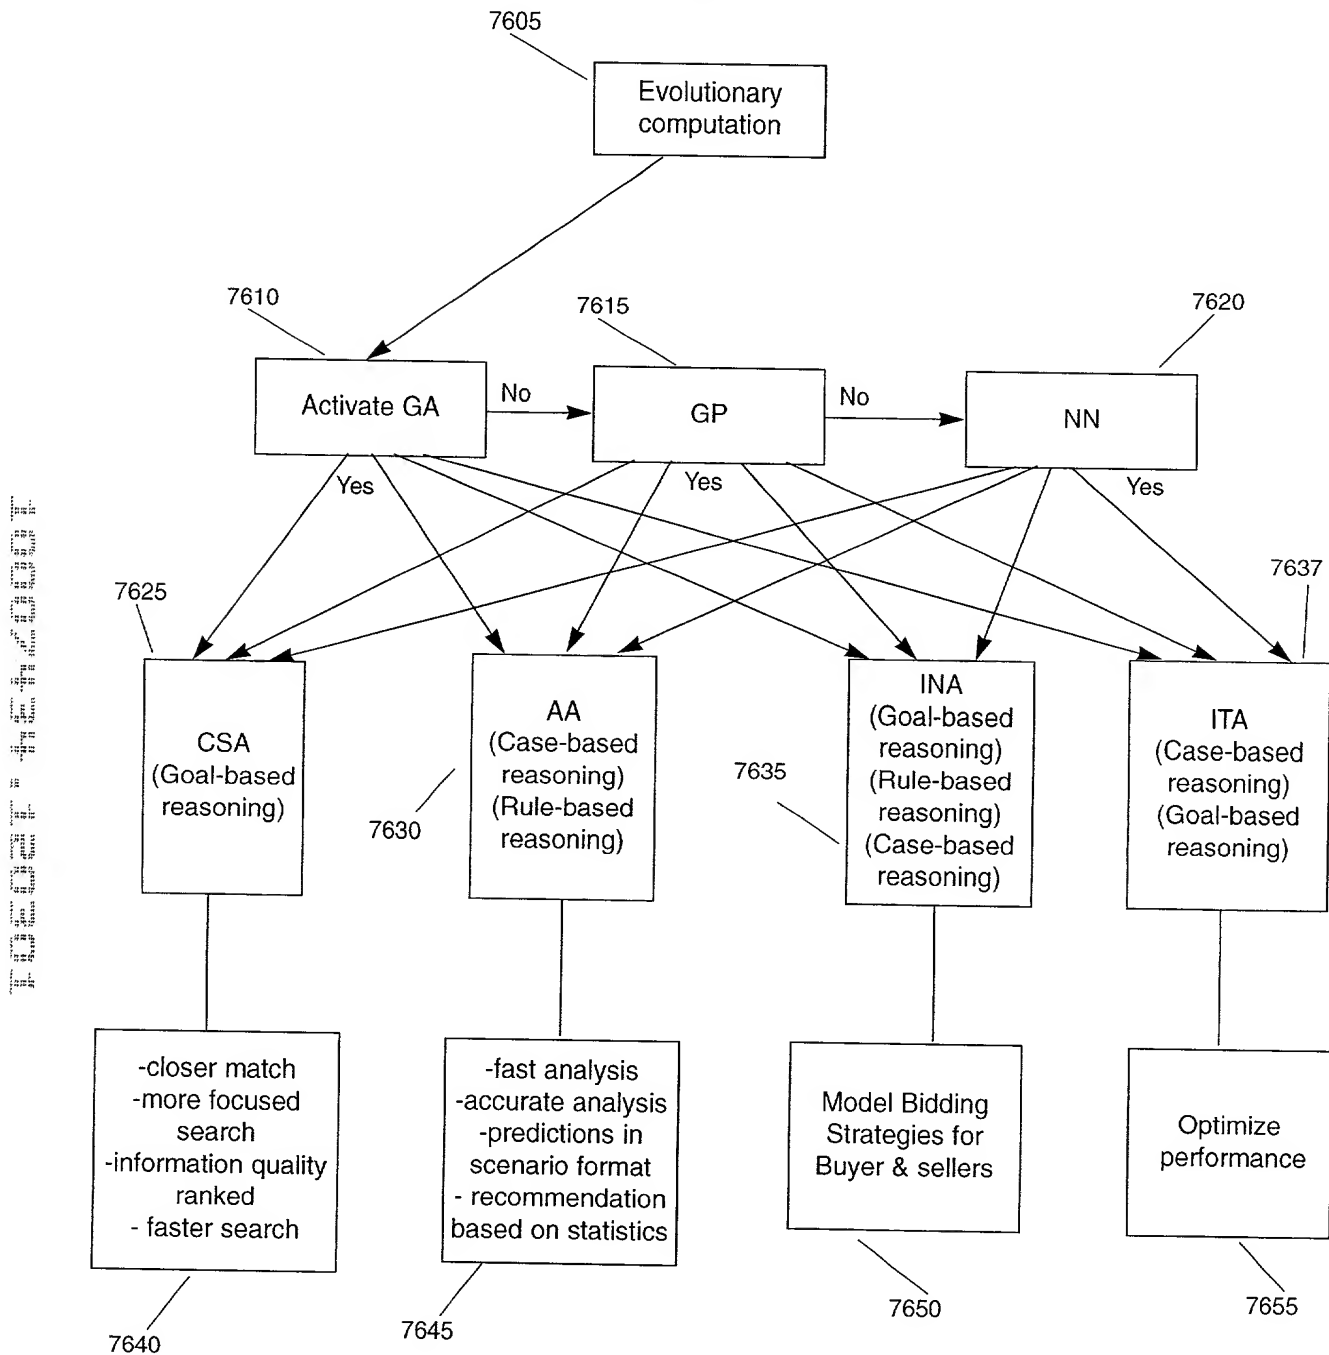 7605
Evolutionary
computation
7610
7615
7620
Activate GA
No
GP
No
NN
Yes
Yes
Yes
7625
7637
CSA
(Goal-based
reasoning)
AA
(Case-based
reasoning)
(Rule-based
reasoning)
7630
7635
INA
(Goal-based
reasoning)
(Rule-based
reasoning)
(Case-based
reasoning)
ITA
(Case-based
reasoning)
(Goal-based
reasoning)
-closer match
-more focused
search
-information quality
ranked
- faster search
-fast analysis
-accurate analysis
-predictions in
scenario format
- recommendation
based on statistics
Model Bidding
Strategies for
Buyer & sellers
Optimize
performance
7640
7645
7650
7655